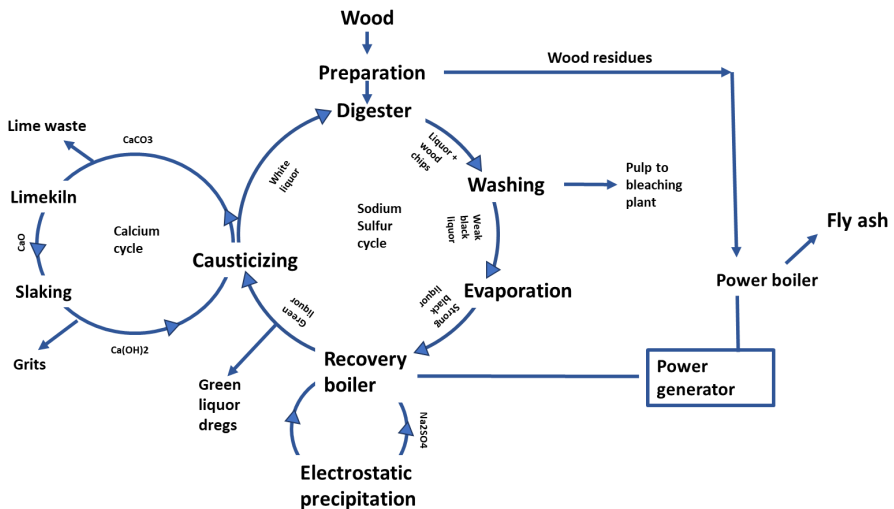 Wood
Preparation
Wood residues
Digester
Liquor +
wood
chips
Washing
Pulp to
bleaching
plant
Weak
black
liquor
Evaporation
Strong
black
liquor
Recovery
boiler
Na2SO4
Electrostatic
precipitation
Green
liquor
Green
liquor
dregs
Causticizing
White
liquor
Sodium
Sulfur
cycle
Lime waste
CaCO3
Limekiln
Calcium
cycle
CaO
Slaking
Ca(OH)2
Grits
Fly ash
Power boiler
Power
generator